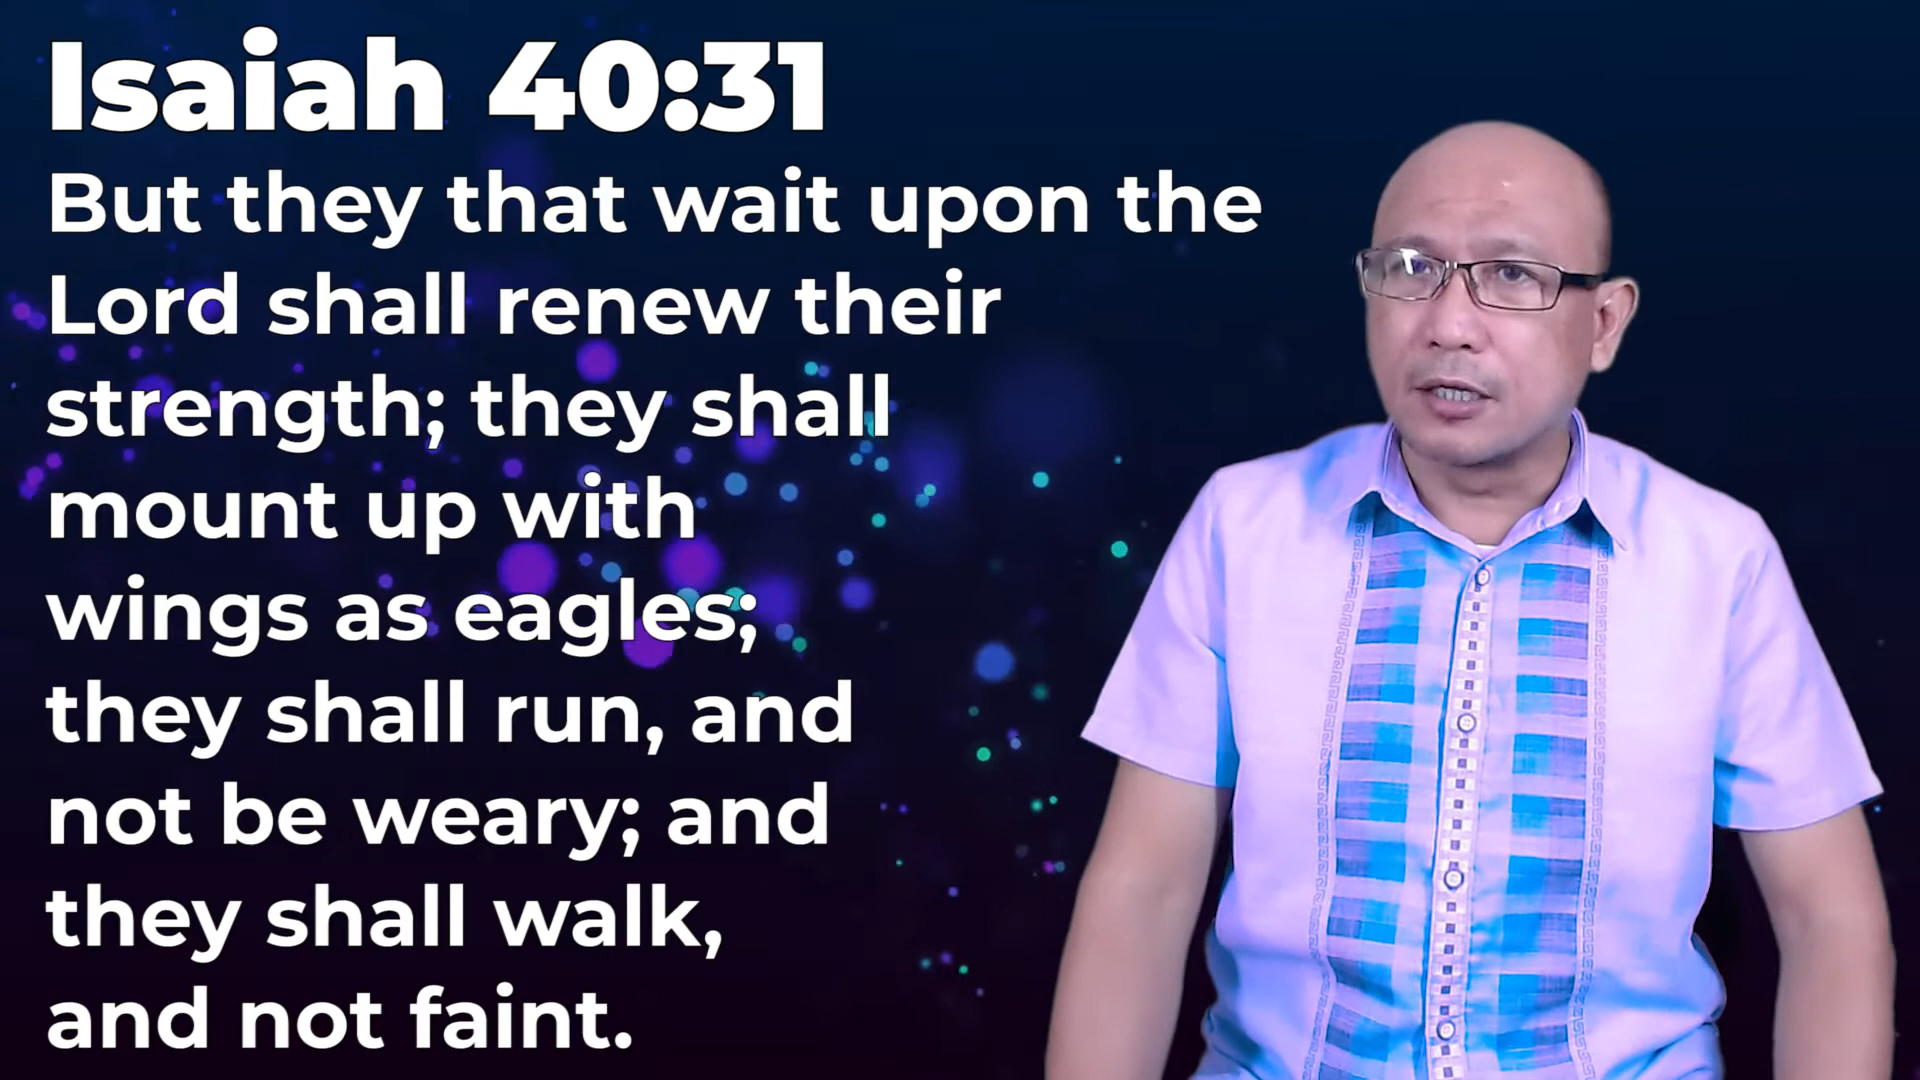 Isaiah 40:31
But they that wait upon the
Lord shall renew their
strength; they shall
mount up with
wings as eagles;
they shall run, and
not be weary; and
they shall walk,
and not faint.